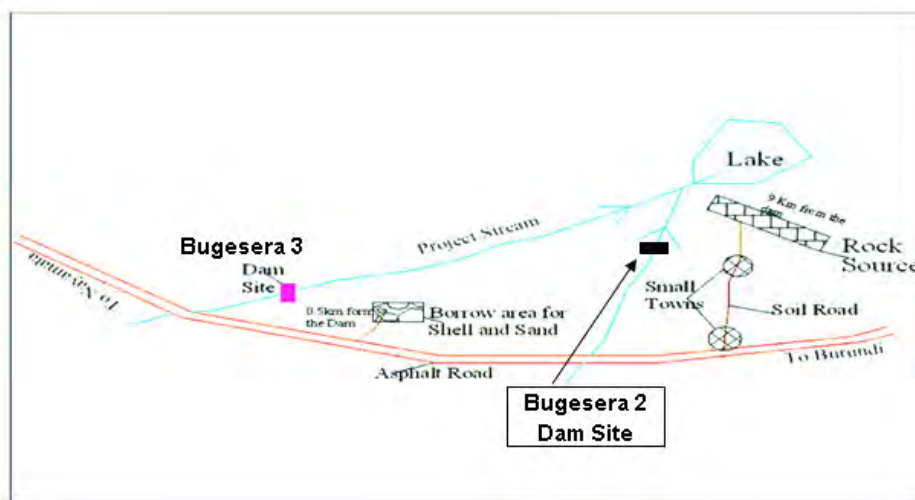 Lake
9 Km from the
dam
Project Stream
Bugesera 3
Dam
Site
Rock
Source
To
0.5km form
the Dam
Borrow area for
Shell and Sand
Small
Towns
Soil Road
Asphalt Road
To Burundi
Bugesera 2
Dam Site